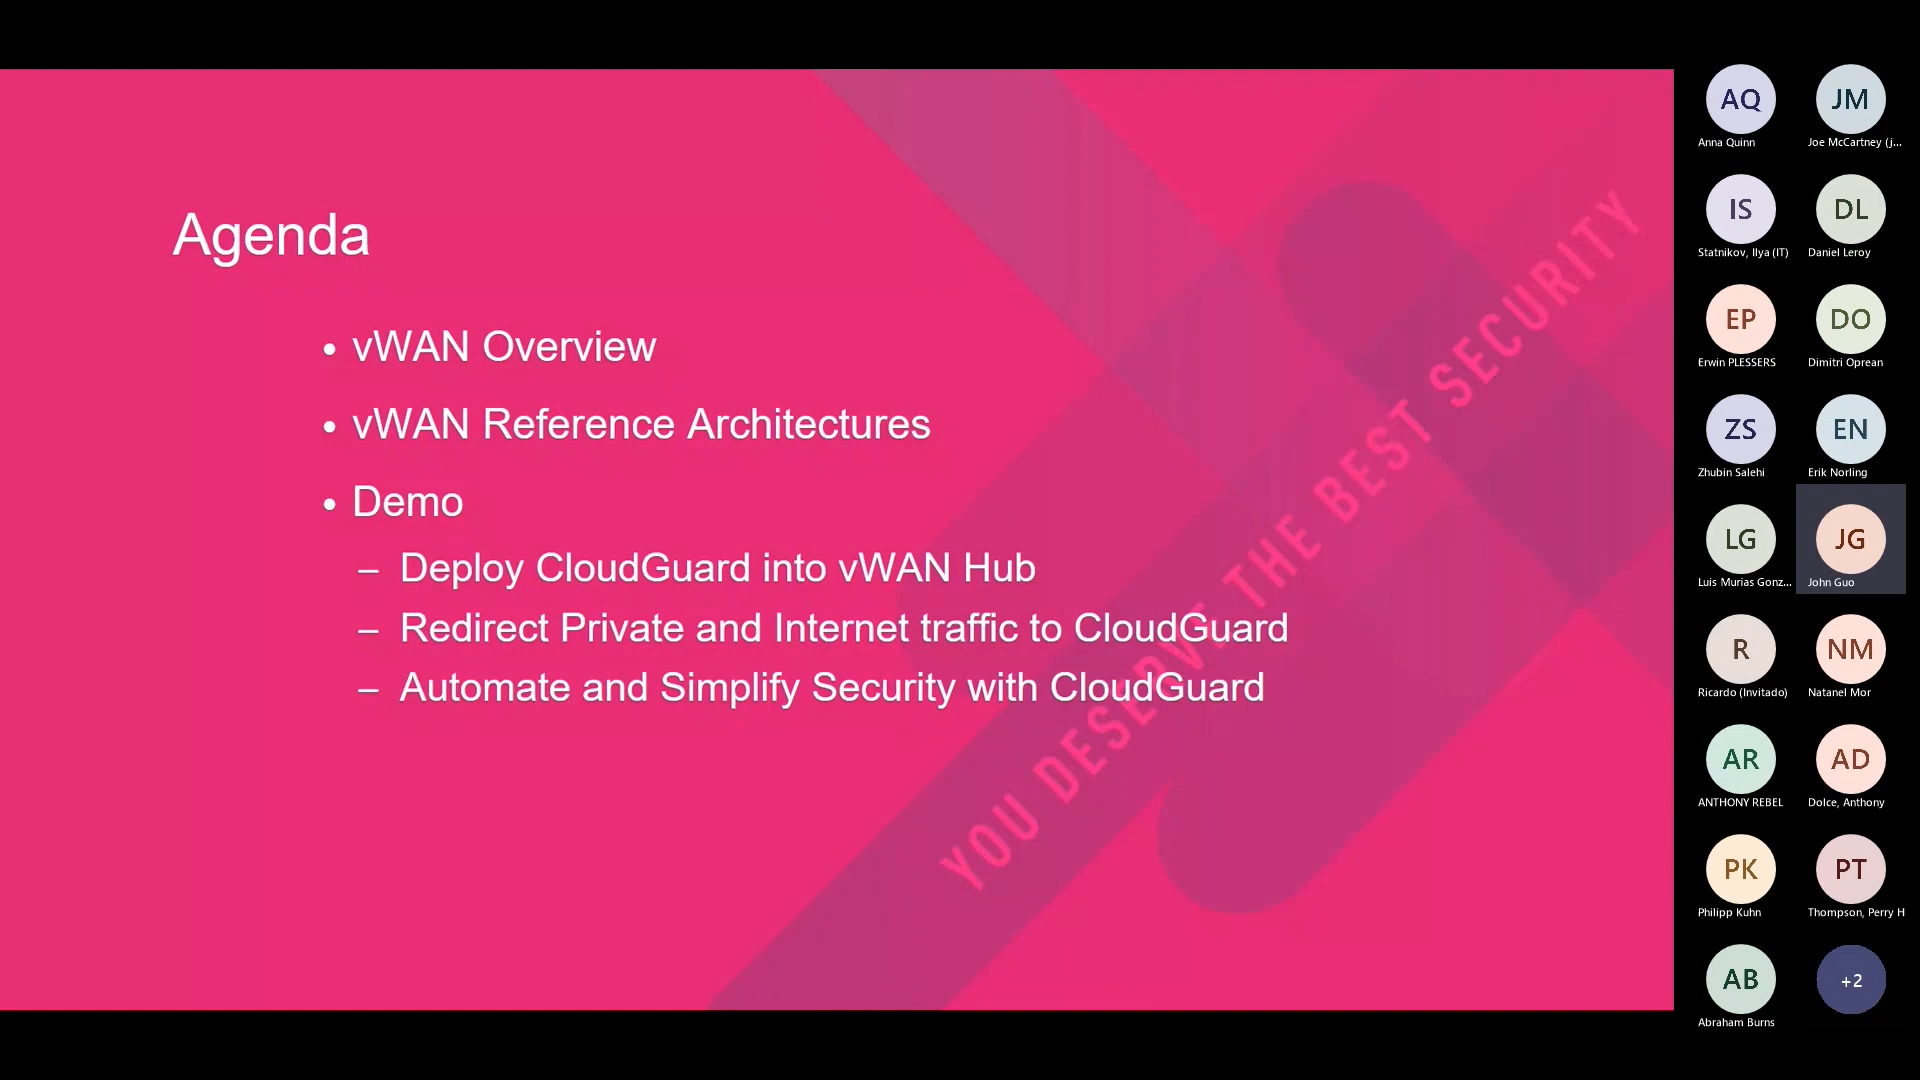 Agenda
• vWAN Overview
• vWAN Reference Architectures
• Demo
– Deploy CloudGuard into vWAN Hub
– Redirect Private and Internet traffic to CloudGuard
– Automate and Simplify Security with CloudGuard
YOU DESERVE THE BEST SECURITY
AQ
Anna Quinn
JM
Joe McCartney (j...
IS
Statnikov, Ilya (IT)
DL
Daniel Leroy
EP
Erwin PLESSERS
DO
Dimitri Oprean
ZS
Zhubin Salehi
EN
Erik Norling
LG
Luis Murias Gonz...
JG
John Guo
R
Ricardo (Invitado)
NM
Natanel Mor
AR
ANTHONY REBEL
AD
Dolce, Anthony
PK
Philipp Kuhn
PT
Thompson, Perry H
AB
Abraham Burns
+2